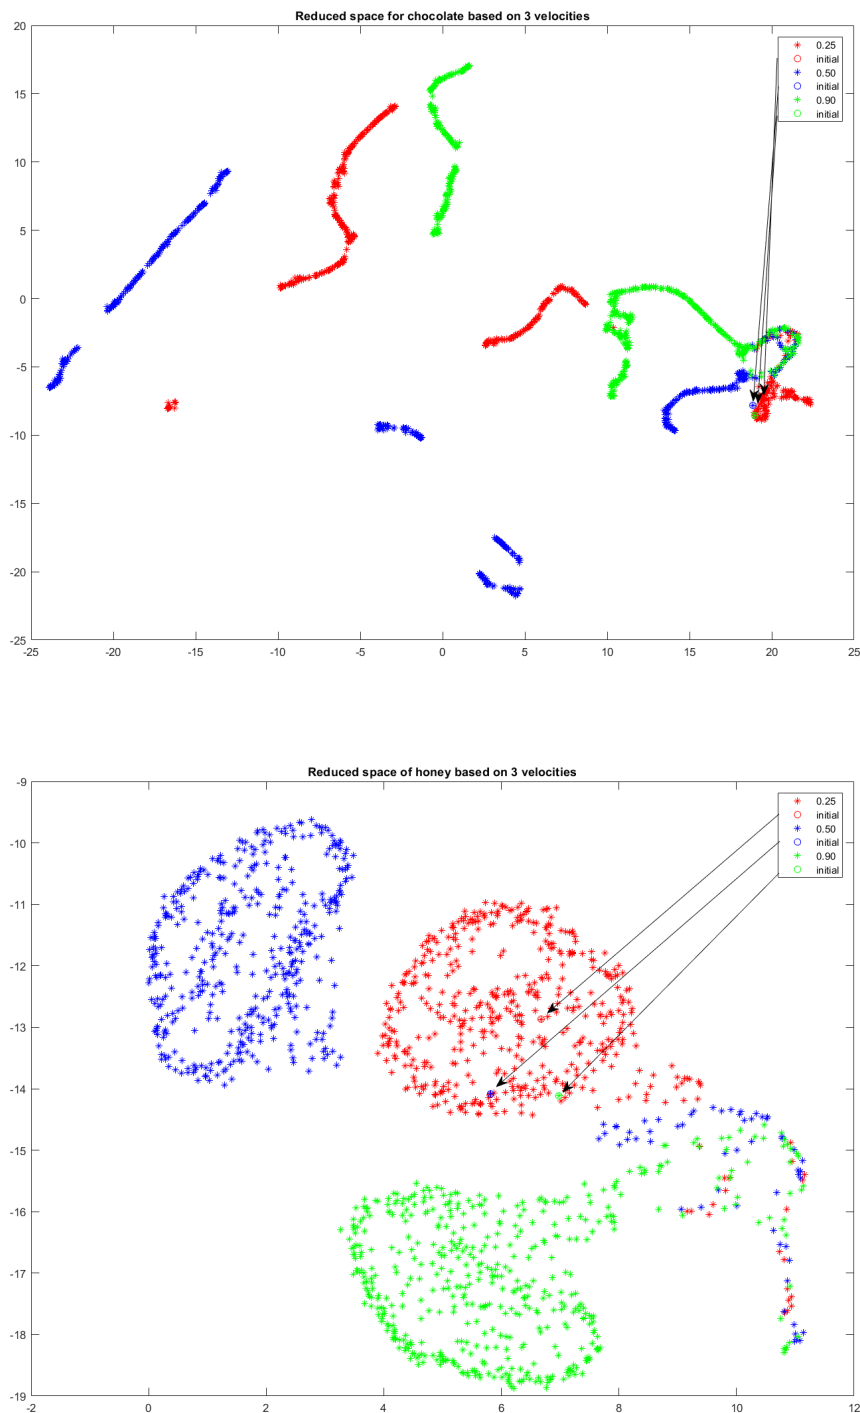 Reduced space for chocolate based on 3 velocities
20
15
10
5
0
-5
-10
-15
-20
-25
-25 -20 -15 -10 -5 0 5 10 15 20 25
0.25
initial
0.50
initial
0.90
initial
Reduced space of honey based on 3 velocities
-9
-10
-11
-12
-13
-14
-15
-16
-17
-18
-19
-2 0 2 4 6 8 10 12
0.25
initial
0.50
initial
0.90
initial